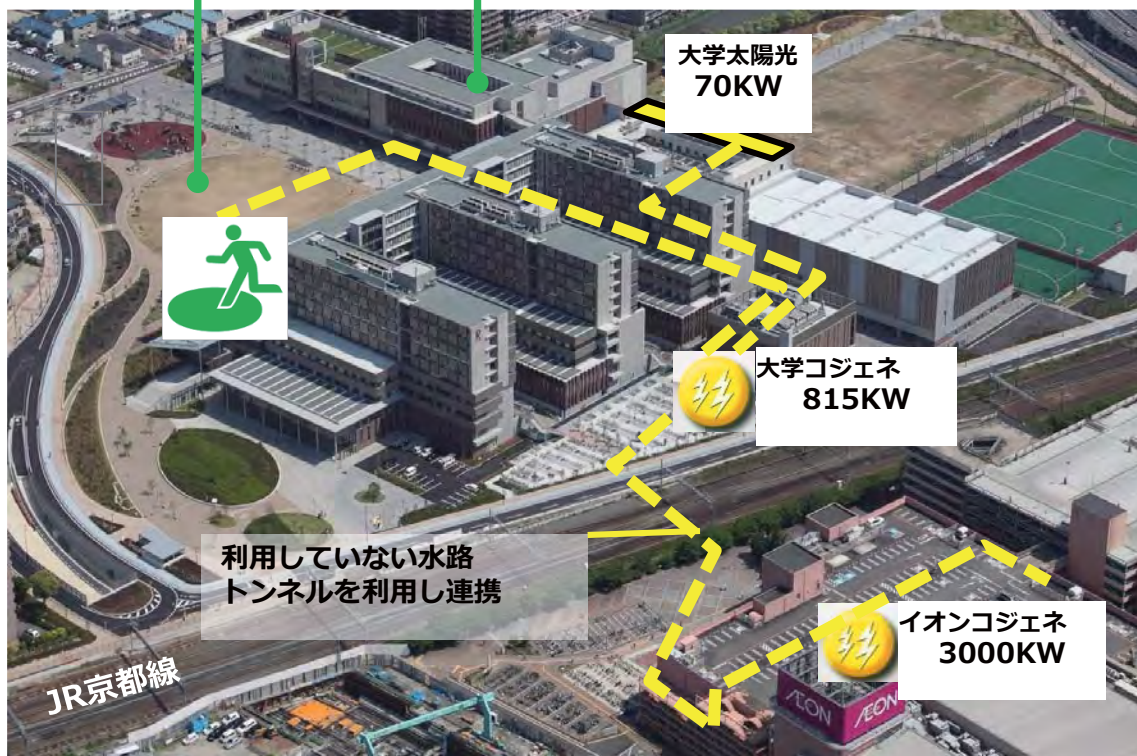 大学太陽光
70KW
大学コジェネ
815KW
利用していない水路
トンネルを利用し連携
イオンコジェネ
3000KW
JR京都線
ÆON
ÆON